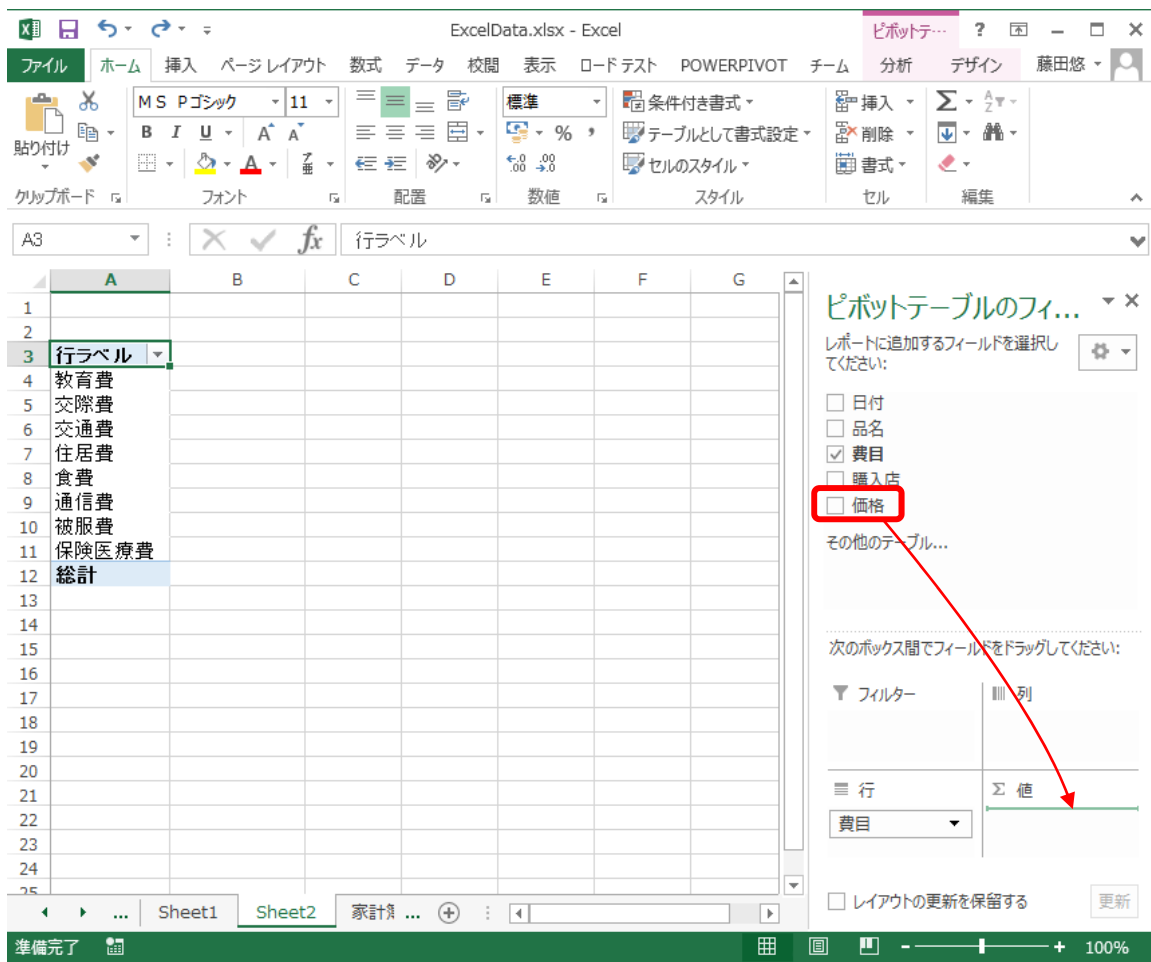 ExcelData.xlsx - Excel
ピボットテ… ?
ファイル ホーム 挿入 ページ レイアウト 数式 データ 校閲 表示 ロード テスト POWERPIVOT チーム 分析 デザイン 藤田悠
貼り付け
ＭＳ Ｐゴシック 11
B I U A A A
ア
亜
標準
% ,
.0 .00
.00 .0
条件付き書式
テーブルとして書式設定
セルのスタイル
挿入
削除
書式
Σ A Z
クリップボード フォント 配置 数値 スタイル セル 編集
A3 fx 行ラベル
A B C D E F G
1
2
3 行ラベル
4 教育費
5 交際費
6 交通費
7 住居費
8 食費
9 通信費
10 被服費
11 保険医療費
12 総計
13
14
15
16
17
18
19
20
21
22
23
24
25
ピボットテーブルのフィ...
レポートに追加するフィールドを選択し
てください:
日付
品名
費目
購入店
価格
その他のテーブル...
次のボックス間でフィールドをドラッグしてください:
フィルター 列
行 Σ 値
費目
レイアウトの更新を保留する 更新
... Sheet1 Sheet2 家計簿 ...
準備完了 - + 100%